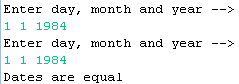 Enter day, month and year -->
1 1 1984
Enter day, month and year -->
1 1 1984
Dates are equal